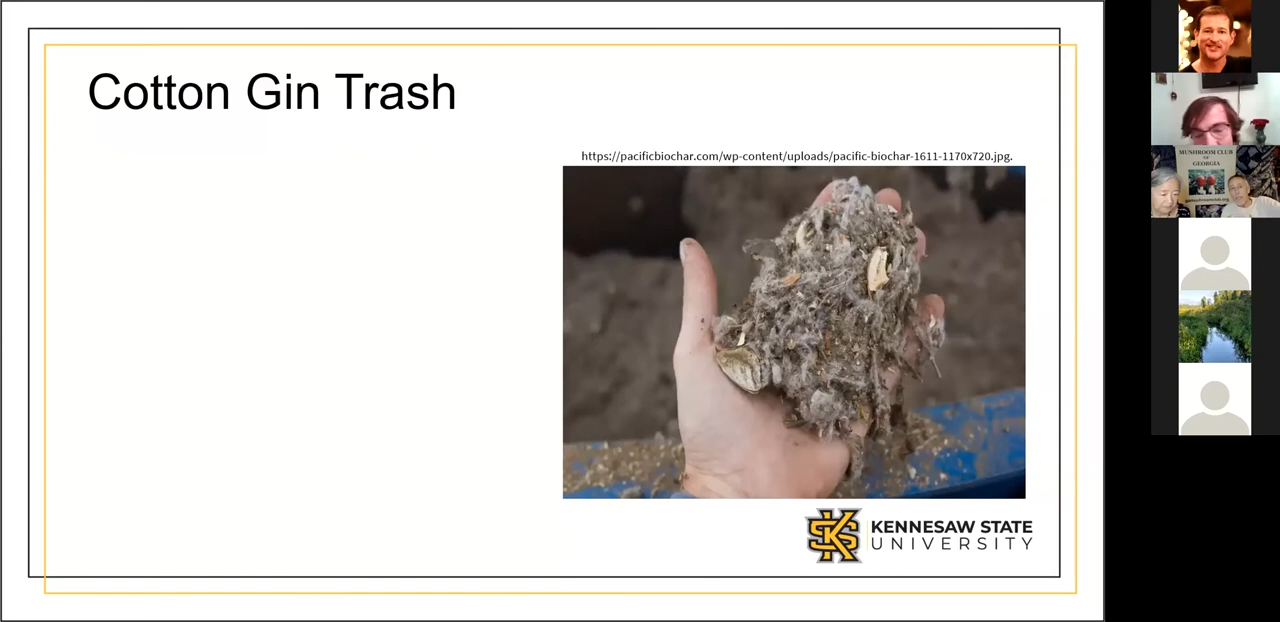 Cotton Gin Trash
https://pacificbiochar.com/wp-content/uploads/pacific-biochar-1611-1170x720.jpg.
KENNESAW STATE
UNIVERSITY
MUSHROOM CLUB
OF
GEORGIA